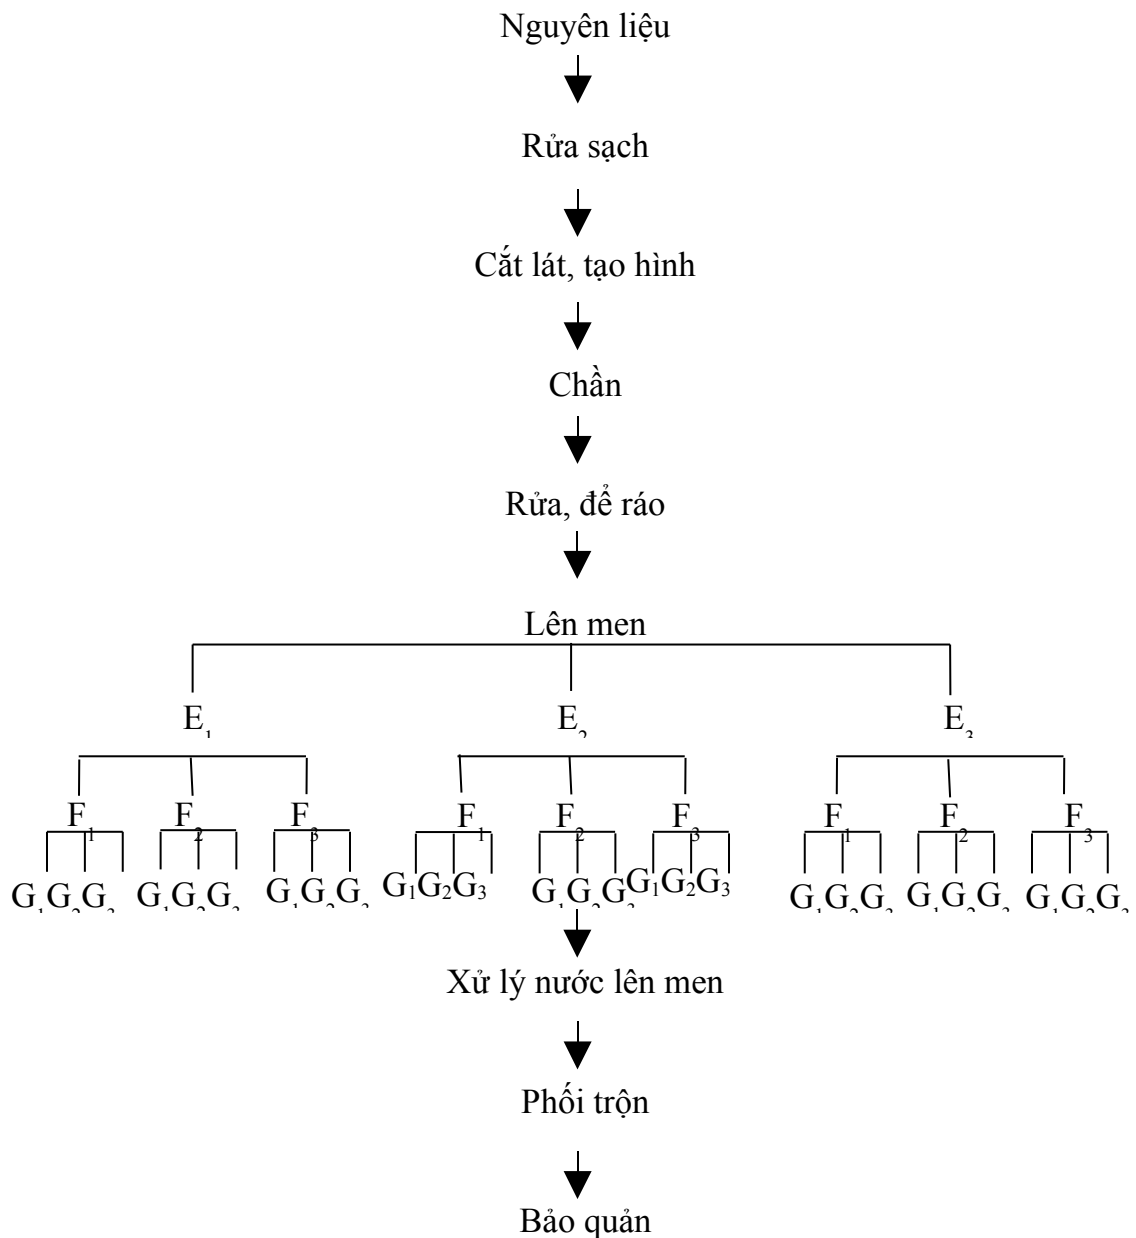 Nguyên liệu
Rửa sạch
Cắt lát, tạo hình
Chần
Rửa, để ráo
Lên men
E₁ E₂ E₃
F₁ F₂ F₃ F₁ F₂ F₃ F₁ F₂ F₃
G₁G₂G₃ G₁G₂G₃ G₁G₂G₃ G₁G₂G₃ G₁G₂G₃ G₁G₂G₃ G₁G₂G₃ G₁G₂G₃ G₁G₂G₃
Xử lý nước lên men
Phối trộn
Bảo quản